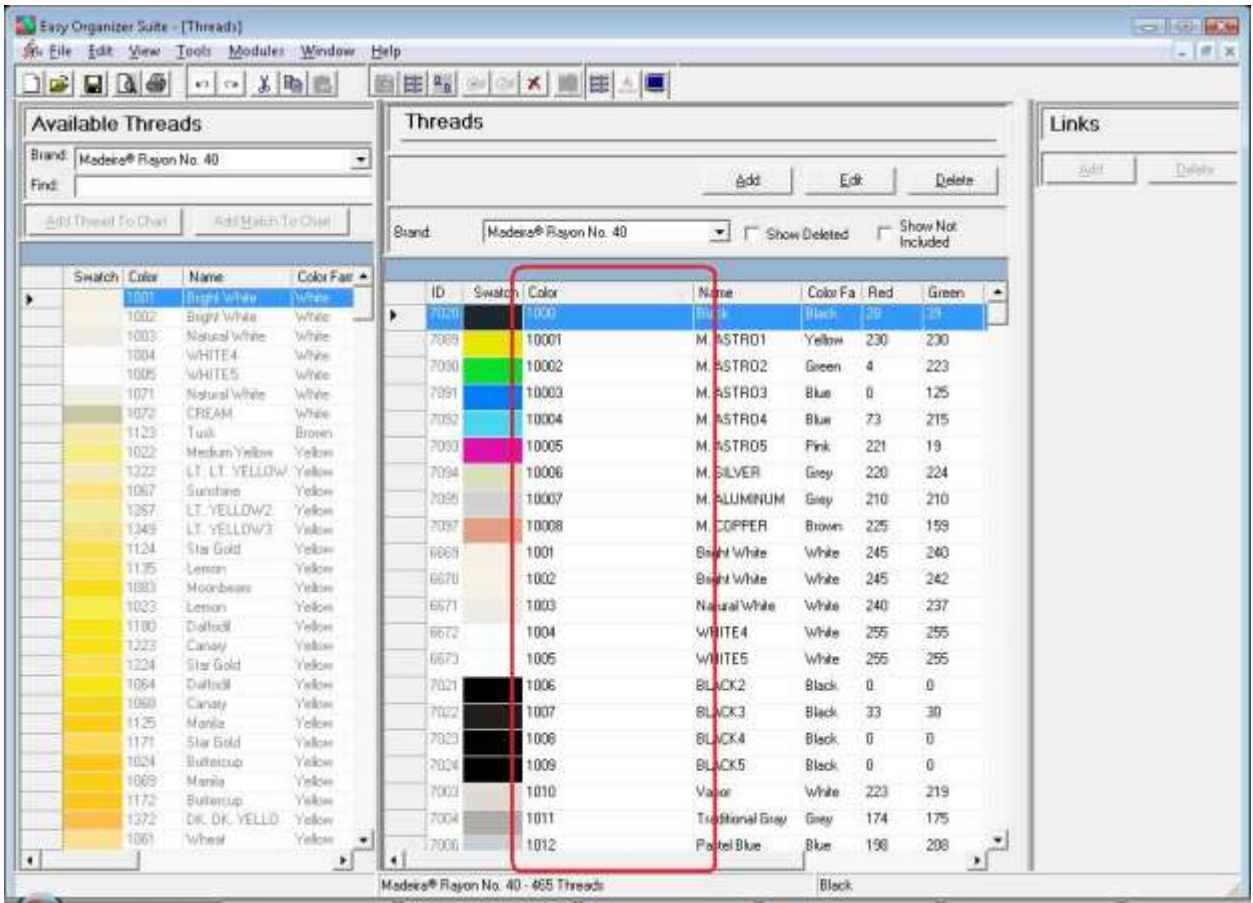 Easy Organizer Suite - [Threads]
File Edit View Tools Modules Window Help
Available Threads
Brand: Madeira® Rayon No. 40
Find:
Add Thread To Chart Add Match To Chart
Swatch Color Name Color Fam
1001 Bright White White
1002 Bright White White
1003 Natural White White
1004 WHITE4 White
1005 WHITE5 White
1071 Natural White White
1072 CREAM White
1123 Tusk Brown
1022 Medium Yellow Yellow
1222 LT. LT. YELLOW Yellow
1067 Sunshine Yellow
1267 LT. YELLOW2 Yellow
1349 LT. YELLOW3 Yellow
1124 Star Gold Yellow
1135 Lemon Yellow
1083 Moonbeam Yellow
1023 Lemon Yellow
1180 Daffodil Yellow
1223 Canary Yellow
1224 Star Gold Yellow
1064 Daffodil Yellow
1068 Canary Yellow
1125 Manila Yellow
1171 Star Gold Yellow
1024 Buttercup Yellow
1069 Manila Yellow
1172 Buttercup Yellow
1372 DK. DK. YELLO Yellow
1061 Wheat Yellow
Threads
Add Edit Delete
Brand: Madeira® Rayon No. 40 Show Deleted Show Not Included
ID Swatch Color Name Color Fa Red Green
7020 1000 Black Black 28 39
7089 10001 M. ASTRO1 Yellow 230 230
7090 10002 M. ASTRO2 Green 4 223
7091 10003 M. ASTRO3 Blue 0 125
7092 10004 M. ASTRO4 Blue 73 215
7093 10005 M. ASTRO5 Pink 221 19
7094 10006 M. SILVER Grey 220 224
7095 10007 M. ALUMINUM Grey 210 210
7097 10008 M. COPPER Brown 225 159
6669 1001 Bright White White 245 240
6670 1002 Bright White White 245 242
6671 1003 Natural White White 240 237
6672 1004 WHITE4 White 255 255
6673 1005 WHITE5 White 255 255
7021 1006 BLACK2 Black 0 0
7022 1007 BLACK3 Black 33 30
7023 1008 BLACK4 Black 0 0
7024 1009 BLACK5 Black 0 0
7003 1010 Vapor White 223 219
7004 1011 Traditional Gray Grey 174 175
7006 1012 Pastel Blue Blue 198 208
Links
Add Delete
Madeira® Rayon No. 40 - 465 Threads Black